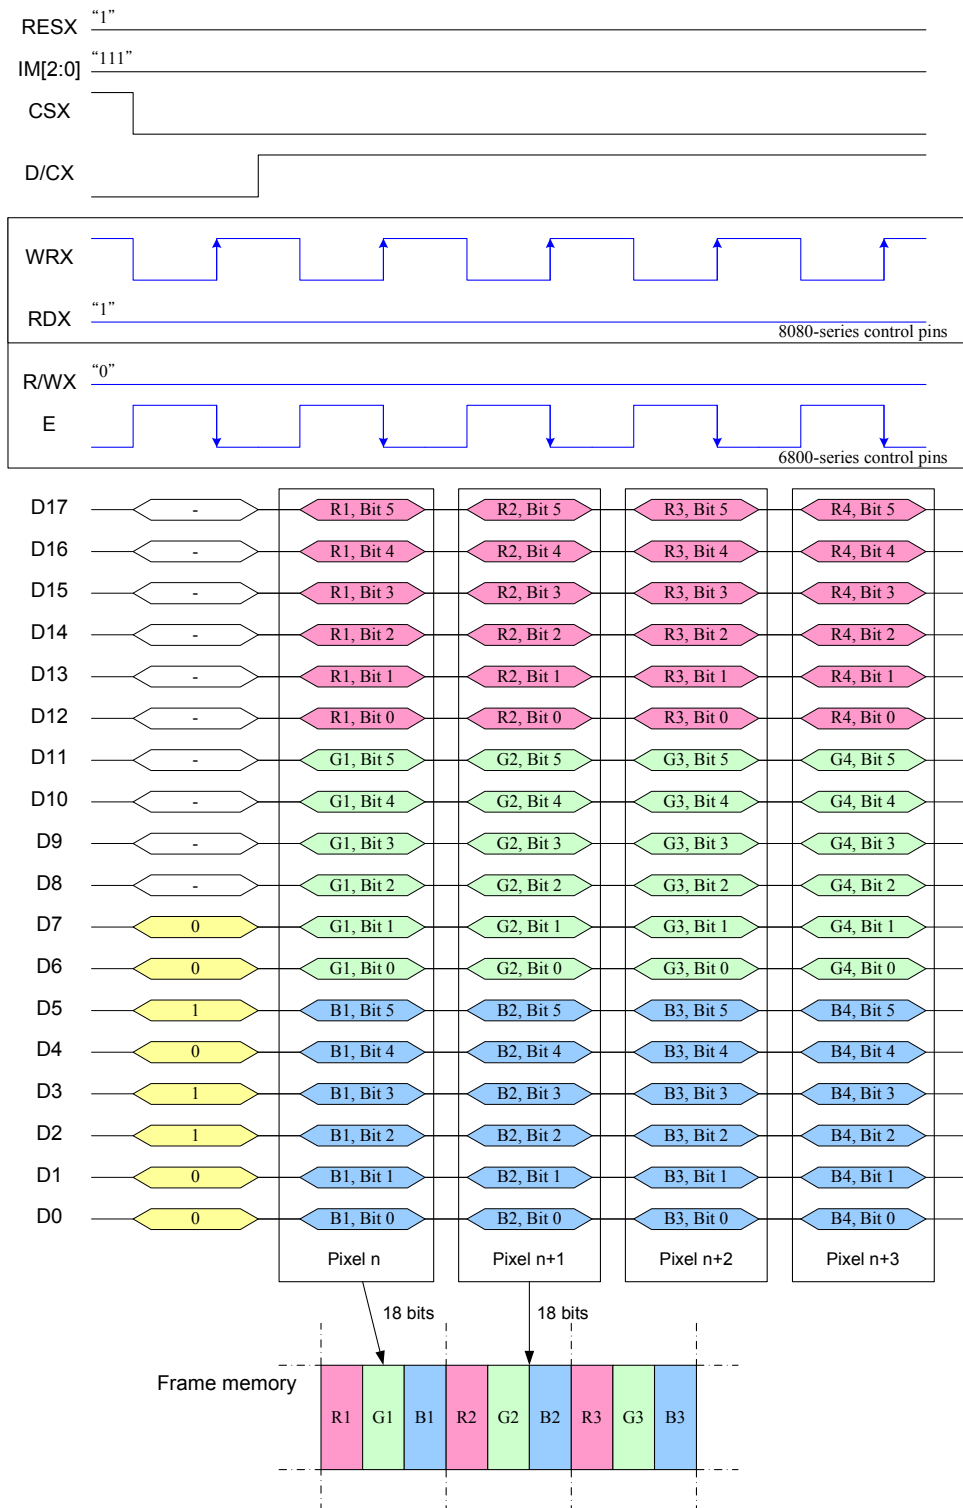 RESX “1”
IM[2:0] “111”
CSX
D/CX
WRX
RDX “1”
8080-series control pins
R/WX “0”
E
6800-series control pins
D17 - R1, Bit 5 R2, Bit 5 R3, Bit 5 R4, Bit 5
D16 - R1, Bit 4 R2, Bit 4 R3, Bit 4 R4, Bit 4
D15 - R1, Bit 3 R2, Bit 3 R3, Bit 3 R4, Bit 3
D14 - R1, Bit 2 R2, Bit 2 R3, Bit 2 R4, Bit 2
D13 - R1, Bit 1 R2, Bit 1 R3, Bit 1 R4, Bit 1
D12 - R1, Bit 0 R2, Bit 0 R3, Bit 0 R4, Bit 0
D11 - G1, Bit 5 G2, Bit 5 G3, Bit 5 G4, Bit 5
D10 - G1, Bit 4 G2, Bit 4 G3, Bit 4 G4, Bit 4
D9 - G1, Bit 3 G2, Bit 3 G3, Bit 3 G4, Bit 3
D8 - G1, Bit 2 G2, Bit 2 G3, Bit 2 G4, Bit 2
D7 0 G1, Bit 1 G2, Bit 1 G3, Bit 1 G4, Bit 1
D6 0 G1, Bit 0 G2, Bit 0 G3, Bit 0 G4, Bit 0
D5 1 B1, Bit 5 B2, Bit 5 B3, Bit 5 B4, Bit 5
D4 0 B1, Bit 4 B2, Bit 4 B3, Bit 4 B4, Bit 4
D3 1 B1, Bit 3 B2, Bit 3 B3, Bit 3 B4, Bit 3
D2 1 B1, Bit 2 B2, Bit 2 B3, Bit 2 B4, Bit 2
D1 0 B1, Bit 1 B2, Bit 1 B3, Bit 1 B4, Bit 1
D0 0 B1, Bit 0 B2, Bit 0 B3, Bit 0 B4, Bit 0
Pixel n Pixel n+1 Pixel n+2 Pixel n+3
18 bits 18 bits
Frame memory
R1 G1 B1 R2 G2 B2 R3 G3 B3